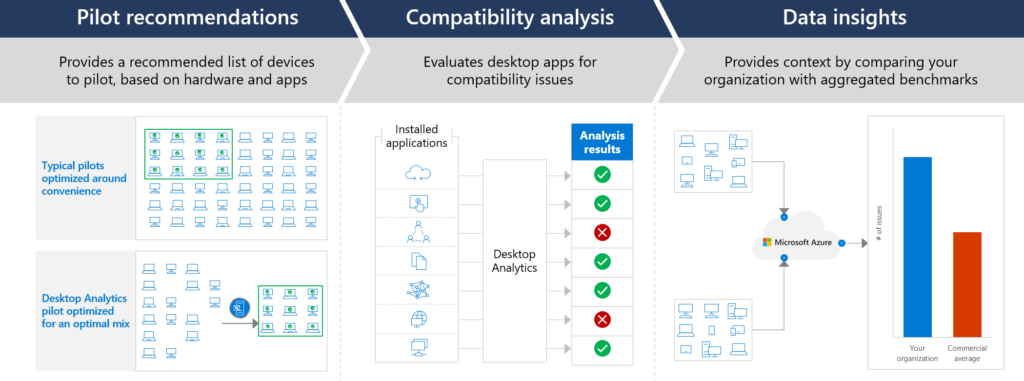 Pilot recommendations
Provides a recommended list of devices
to pilot, based on hardware and apps
Typical pilots
optimized around
convenience
Desktop Analytics
pilot optimized
for an optimal mix
Compatibility analysis
Evaluates desktop apps for
compatibility issues
Installed
applications
Desktop
Analytics
Analysis
results
Data insights
Provides context by comparing your
organization with aggregated benchmarks
Microsoft Azure
# of issues
Your
organization
Commercial
average